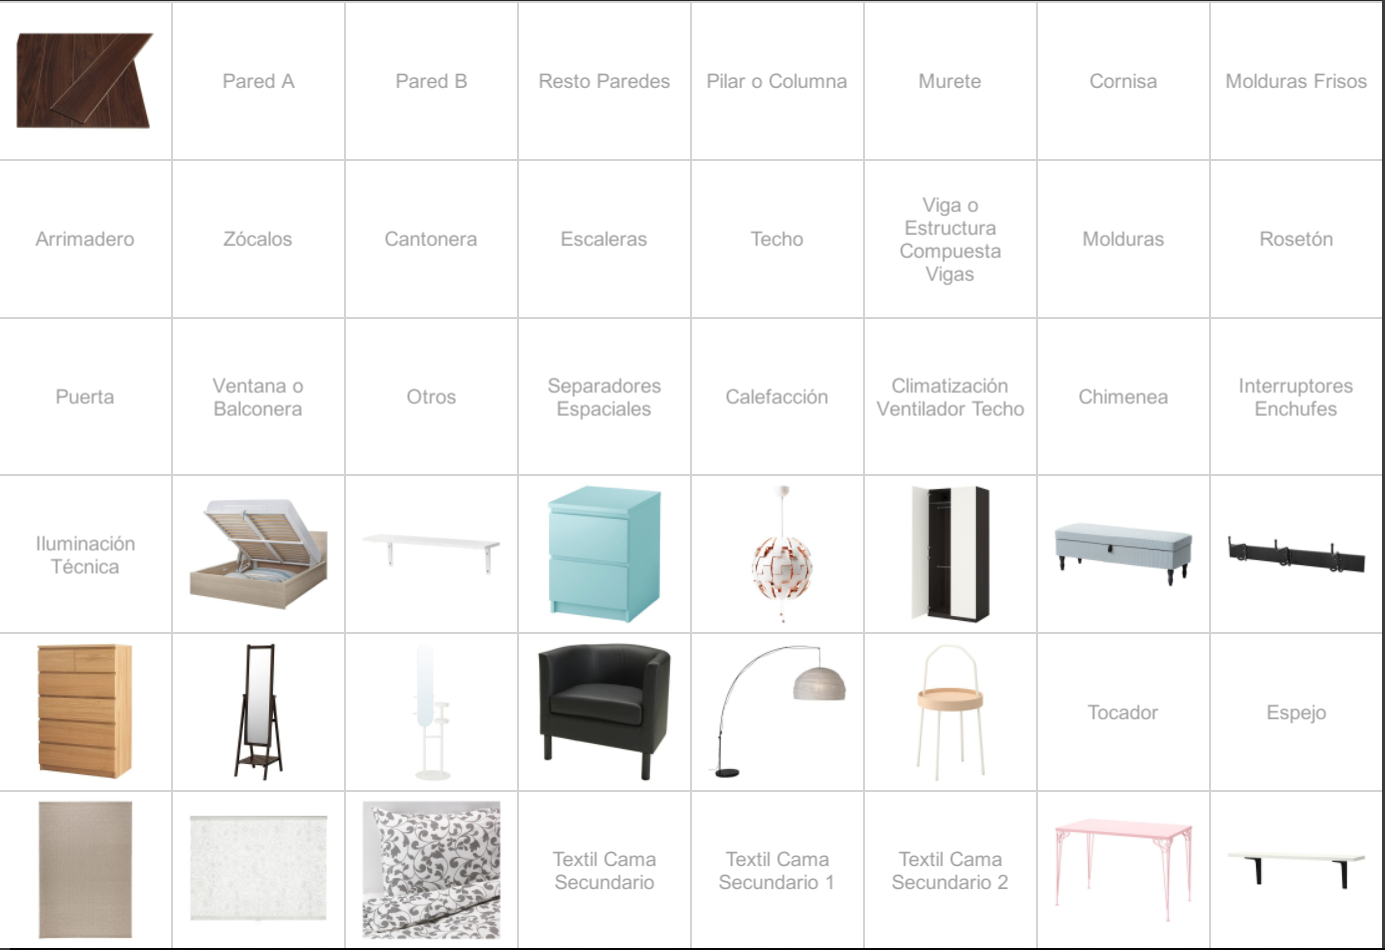 Pared A
Pared B
Resto Paredes
Pilar o Columna
Murete
Cornisa
Molduras Frisos
Arrimadero
Zócalos
Cantonera
Escaleras
Techo
Viga o
Estructura
Compuesta
Vigas
Molduras
Rosetón
Puerta
Ventana o
Balconera
Otros
Separadores
Espaciales
Calefacción
Climatización
Ventilador Techo
Chimenea
Interruptores
Enchufes
Iluminación
Técnica
Tocador
Espejo
Textil Cama
Secundario
Textil Cama
Secundario 1
Textil Cama
Secundario 2